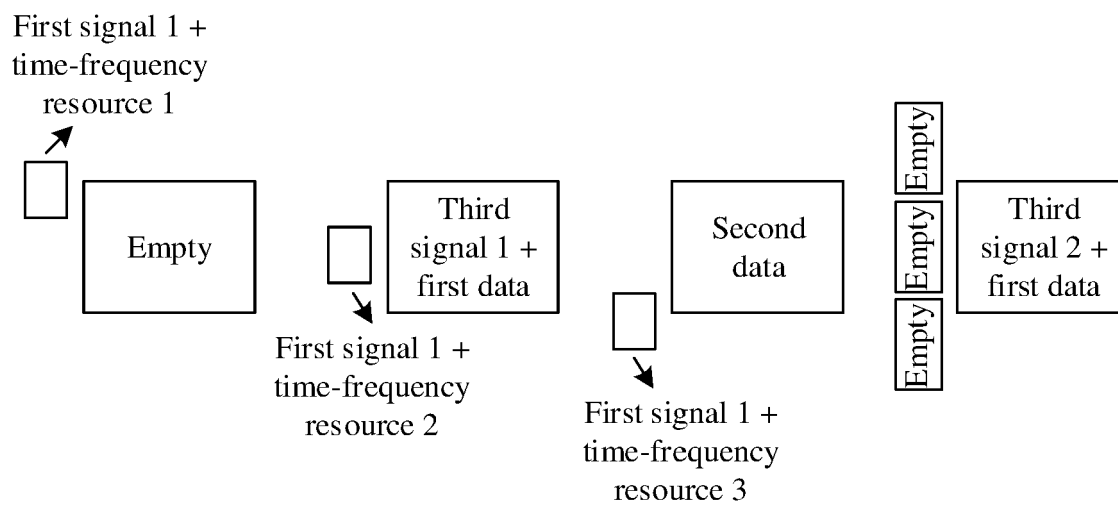 First signal 1 +
time-frequency
resource 1
Empty
Third
signal 1 +
first data
First signal 1 +
time-frequency
resource 2
Second
data
First signal 1 +
time-frequency
resource 3
Empty
Empty
Empty
Third
signal 2 +
first data